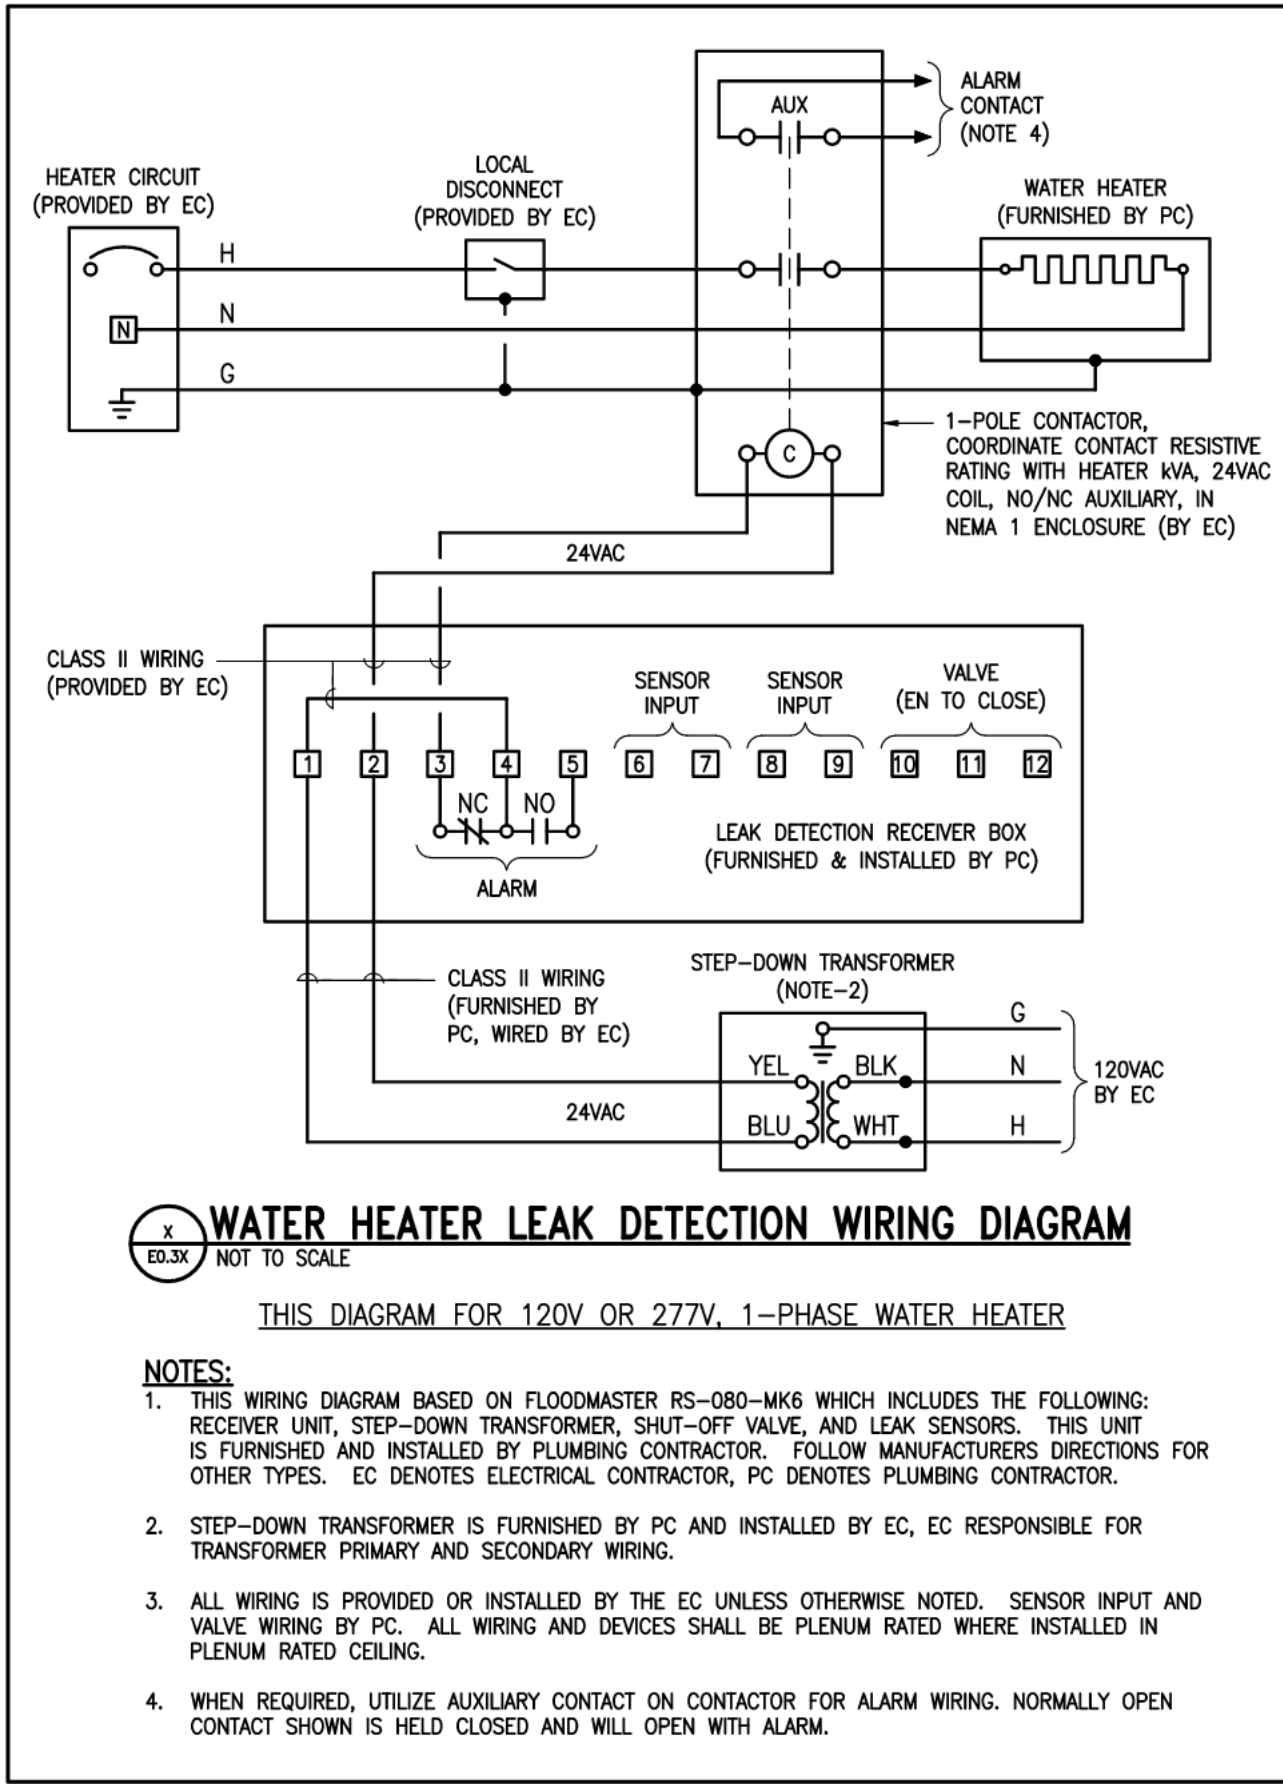 ALARM
CONTACT
(NOTE 4)
AUX
HEATER CIRCUIT
(PROVIDED BY EC)
LOCAL
DISCONNECT
(PROVIDED BY EC)
WATER HEATER
(FURNISHED BY PC)
H
N
N
G
C
1-POLE CONTACTOR,
COORDINATE CONTACT RESISTIVE
RATING WITH HEATER kVA, 24VAC
COIL, NO/NC AUXILIARY, IN
NEMA 1 ENCLOSURE (BY EC)
24VAC
CLASS II WIRING
(PROVIDED BY EC)
SENSOR
INPUT
SENSOR
INPUT
VALVE
(EN TO CLOSE)
1 2 3 4 5 6 7 8 9 10 11 12
NC NO
ALARM
LEAK DETECTION RECEIVER BOX
(FURNISHED & INSTALLED BY PC)
CLASS II WIRING
(FURNISHED BY
PC, WIRED BY EC)
STEP-DOWN TRANSFORMER
(NOTE-2)
G
YEL BLK N
120VAC
BY EC
24VAC
BLU WHT H
X
E0.3X
WATER HEATER LEAK DETECTION WIRING DIAGRAM
NOT TO SCALE
THIS DIAGRAM FOR 120V OR 277V, 1-PHASE WATER HEATER
NOTES:
1. THIS WIRING DIAGRAM BASED ON FLOODMASTER RS-080-MK6 WHICH INCLUDES THE FOLLOWING:
RECEIVER UNIT, STEP-DOWN TRANSFORMER, SHUT-OFF VALVE, AND LEAK SENSORS. THIS UNIT
IS FURNISHED AND INSTALLED BY PLUMBING CONTRACTOR. FOLLOW MANUFACTURERS DIRECTIONS FOR
OTHER TYPES. EC DENOTES ELECTRICAL CONTRACTOR, PC DENOTES PLUMBING CONTRACTOR.
2. STEP-DOWN TRANSFORMER IS FURNISHED BY PC AND INSTALLED BY EC, EC RESPONSIBLE FOR
TRANSFORMER PRIMARY AND SECONDARY WIRING.
3. ALL WIRING IS PROVIDED OR INSTALLED BY THE EC UNLESS OTHERWISE NOTED. SENSOR INPUT AND
VALVE WIRING BY PC. ALL WIRING AND DEVICES SHALL BE PLENUM RATED WHERE INSTALLED IN
PLENUM RATED CEILING.
4. WHEN REQUIRED, UTILIZE AUXILIARY CONTACT ON CONTACTOR FOR ALARM WIRING. NORMALLY OPEN
CONTACT SHOWN IS HELD CLOSED AND WILL OPEN WITH ALARM.